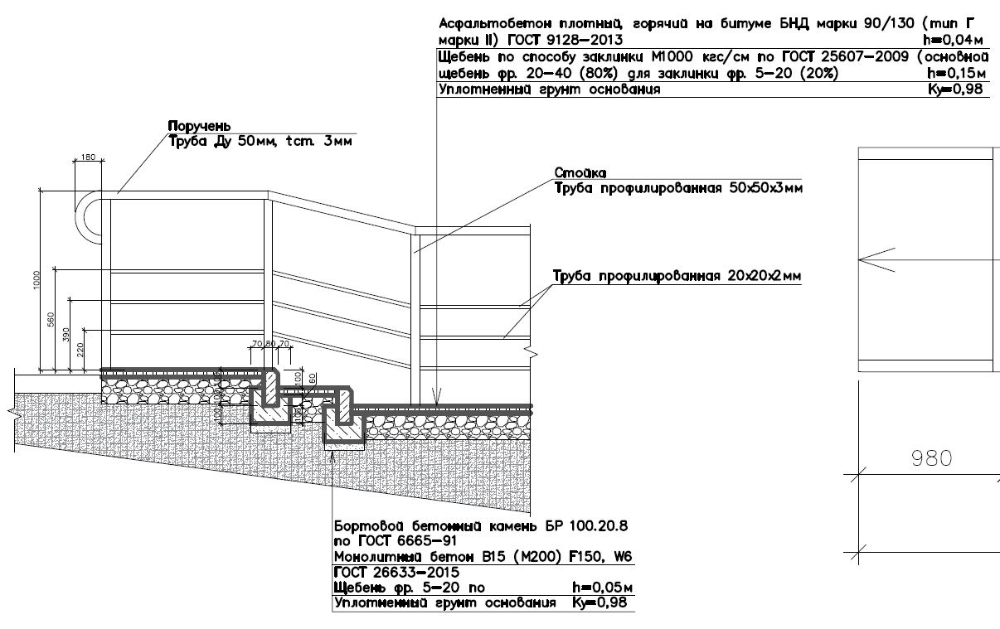 Асфальтобетон плотный, горячий на битуме БНД марки 90/130 (тип Г
марки II) ГОСТ 9128-2013 h=0,04м
Щебень по способу заклинки М1000 кгс/см по ГОСТ 25607-2009 (основной
щебень фр. 20-40 (80%) для заклинки фр. 5-20 (20%) h=0,15м
Уплотненный грунт основания Ку=0,98
Поручень
Труба Ду 50мм, tст. 3мм
180
Стойка
Труба профилированная 50х50х3мм
Труба профилированная 20х20х2мм
1000
560
390
220
70 80 70
100
60
100
100
980
Бортовой бетонный камень БР 100.20.8
по ГОСТ 6665-91
Монолитный бетон В15 (М200) F150, W6
ГОСТ 26633-2015
Щебень фр. 5-20 по h=0,05м
Уплотненный грунт основания Ку=0,98